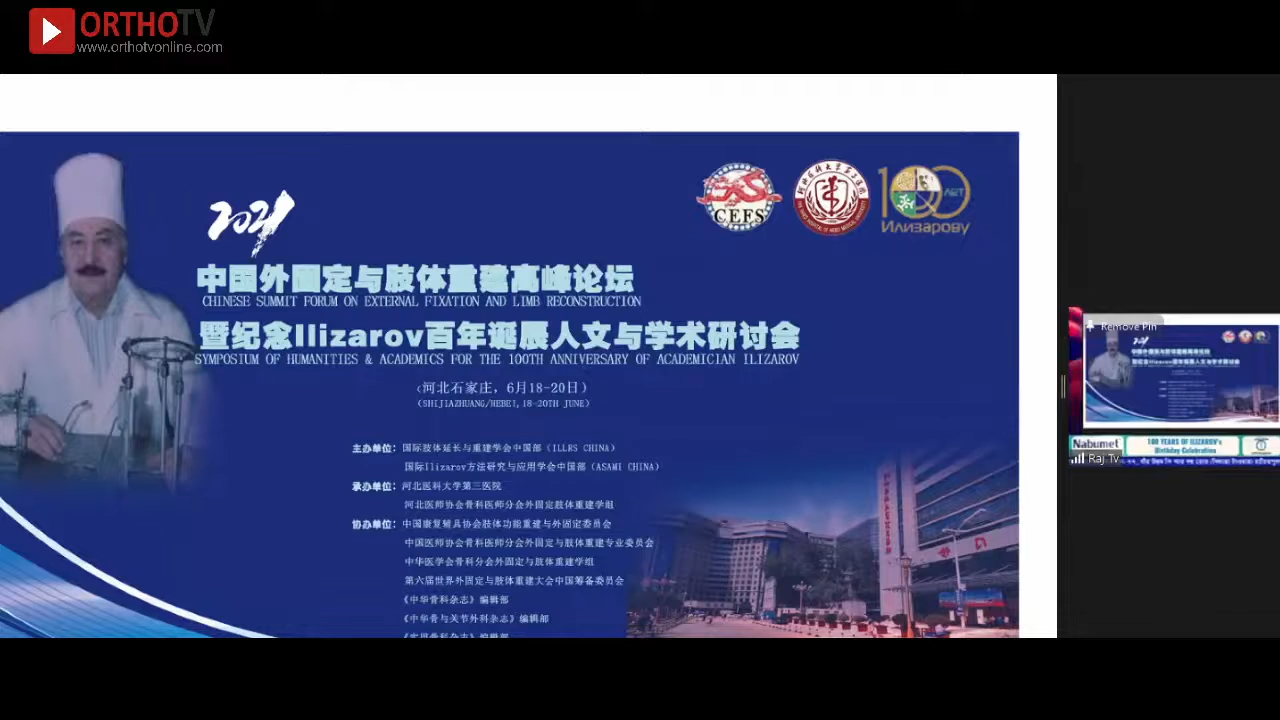 ORTHOTV
www.orthotvonline.com
2021
CEFS
100 ЛЕТ
Илизарову
中国外固定与肢体重建高峰论坛
CHINESE SUMMIT FORUM ON EXTERNAL FIXATION AND LIMB RECONSTRUCTION
暨纪念Ilizarov百年诞辰人文与学术研讨会
SYMPOSIUM OF HUMANITIES & ACADEMICS FOR THE 100TH ANNIVERSARY OF ACADEMICIAN ILIZAROV
(河北石家庄，6月18-20日)
(SHIJIAZHUANG/HEBEI,18-20TH JUNE)
主办单位：国际肢体延长与重建学会中国部（ILLRS CHINA）
国际Ilizarov方法研究与应用学会中国部（ASAMI CHINA）
承办单位：河北医科大学第三医院
河北医师协会骨科医师分会外固定肢体重建学组
协办单位：中国康复辅具协会肢体功能重建与外固定委员会
中国医师协会骨科医师分会外固定与肢体重建专业委员会
中华医学会骨科分会外固定与肢体重建学组
第六届世界外固定与肢体重建大会中国筹备委员会
《中华骨科杂志》编辑部
《中华骨与关节外科杂志》编辑部
《实用骨科杂志》编辑部
Remove Pin
Nabumet
100 YEARS OF ILIZAROV's
Birthday Celebration
Raj Tv